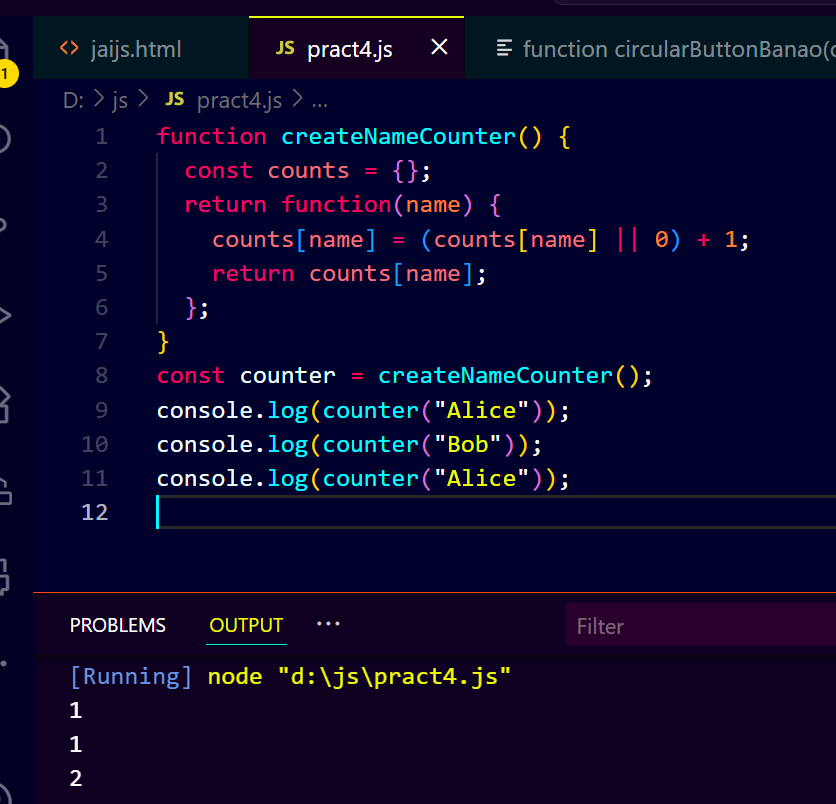 <> jaijs.html JS pract4.js × function circularButtonBanao(
1
D: > js > JS pract4.js > ...
1 function createNameCounter() {
2   const counts = {};
3   return function(name) {
4     counts[name] = (counts[name] || 0) + 1;
5     return counts[name];
6   };
7 }
8 const counter = createNameCounter();
9 console.log(counter("Alice"));
10 console.log(counter("Bob"));
11 console.log(counter("Alice"));
12
PROBLEMS OUTPUT ··· Filter
[Running] node "d:\js\pract4.js"
1
1
2